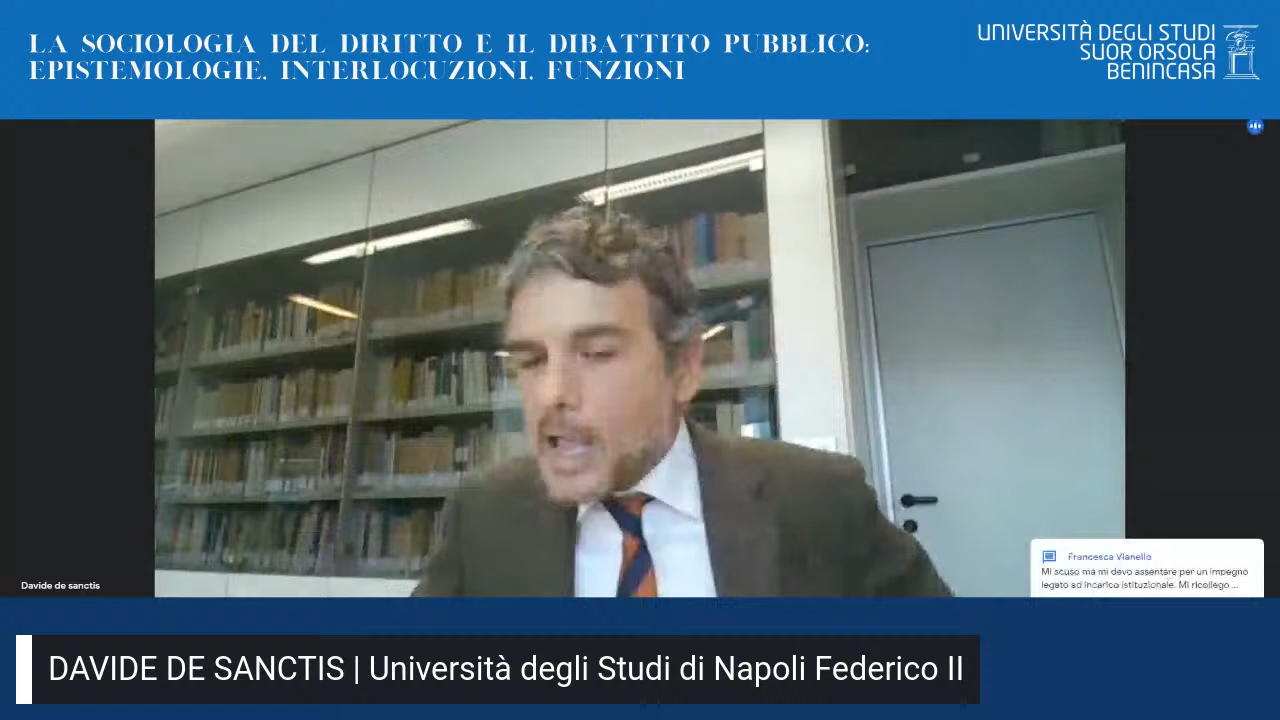 LA SOCIOLOGIA DEL DIRITTO E IL DIBATTITO PUBBLICO:
EPISTEMOLOGIE, INTERLOCUZIONI, FUNZIONI
UNIVERSITÀ DEGLI STUDI
SUOR ORSOLA
BENINCASA
Francesca Vianello
Mi scuso ma mi devo assentare per un impegno
legato ad incarico istituzionale. Mi ricollego ...
Davide de sanctis
DAVIDE DE SANCTIS | Università degli Studi di Napoli Federico II